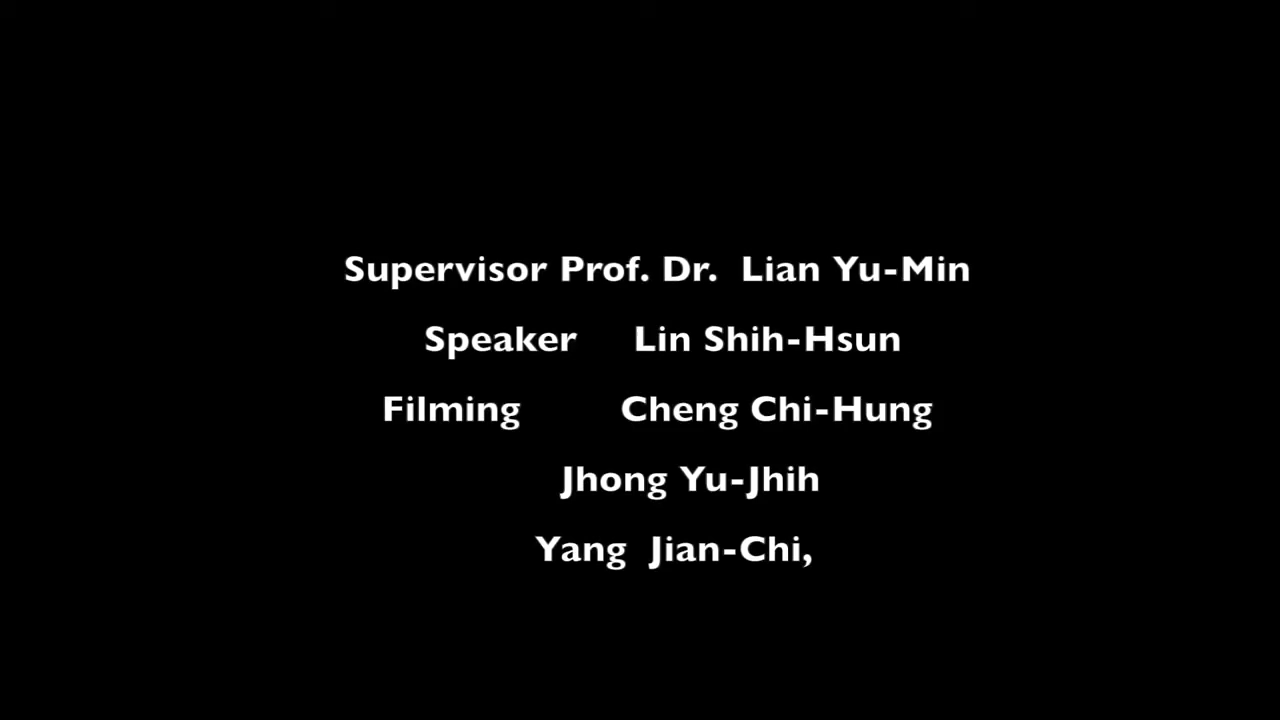 Supervisor Prof. Dr. Lian Yu-Min
Speaker Lin Shih-Hsun
Filming Cheng Chi-Hung
Jhong Yu-Jhih
Yang Jian-Chi,